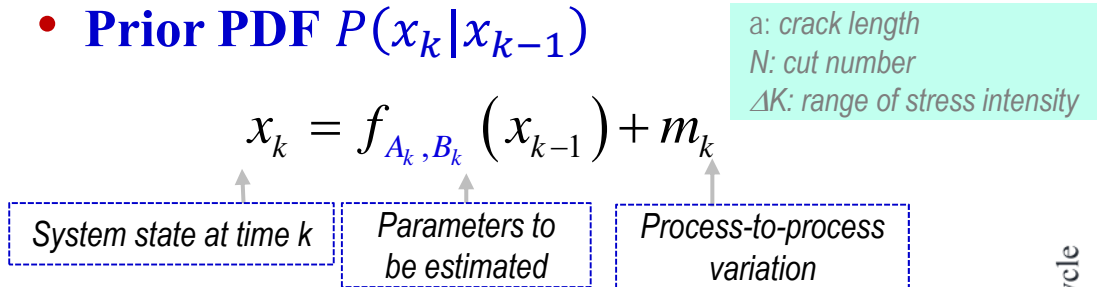 • Prior PDF P(x_k|x_{k−1})
a: crack length
N: cut number
ΔK: range of stress intensity
x_k = f_{A_k, B_k} (x_{k−1}) + m_k
System state at time k
Parameters to
be estimated
Process-to-process
variation